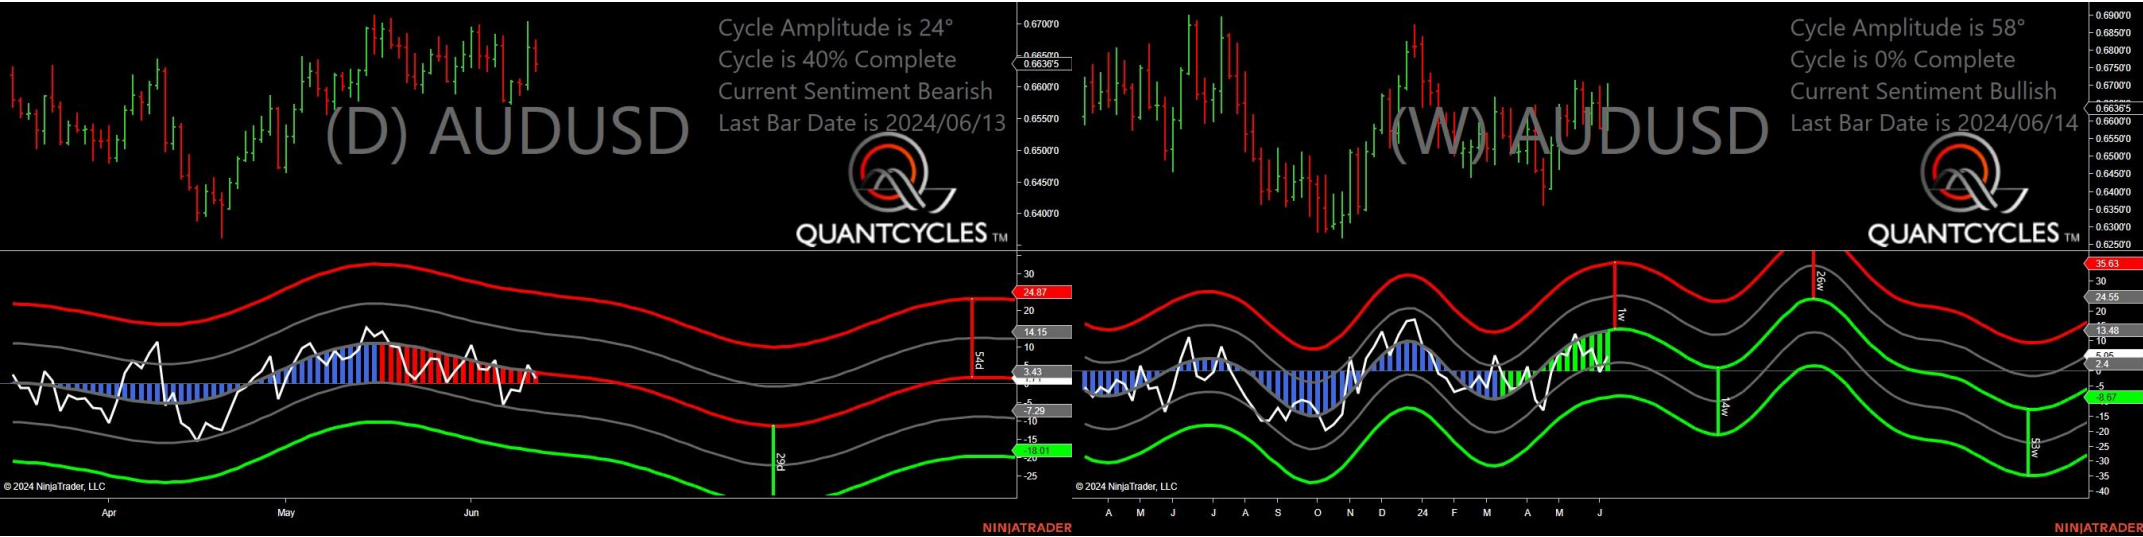 Cycle Amplitude is 24°
Cycle is 40% Complete
Current Sentiment Bearish
Last Bar Date is 2024/06/13
(D) AUDUSD
QUANTCYCLES TM
0.6700'0
0.6650'0
0.6636'5
0.6600'0
0.6550'0
0.6500'0
0.6450'0
0.6400'0
30
24.87
20
14.15
10
3.43
-5
-7.29
-10
-15
-18.01
-20
-25
54d
29d
© 2024 NinjaTrader, LLC
Apr
May
Jun
NINJATRADER
Cycle Amplitude is 58°
Cycle is 0% Complete
Current Sentiment Bullish
Last Bar Date is 2024/06/14
(W) AUDUSD
QUANTCYCLES TM
0.6900'0
0.6850'0
0.6800'0
0.6750'0
0.6700'0
0.6636'5
0.6600'0
0.6550'0
0.6500'0
0.6450'0
0.6400'0
0.6350'0
0.6300'0
0.6250'0
35.63
30
24.55
20
13.48
10
5.05
2.4
-5
-8.67
-15
-20
-25
-30
-35
-40
1w
26w
14w
53w
© 2024 NinjaTrader, LLC
A M J J A S O N D 24 F M A M J
NINJATRADER